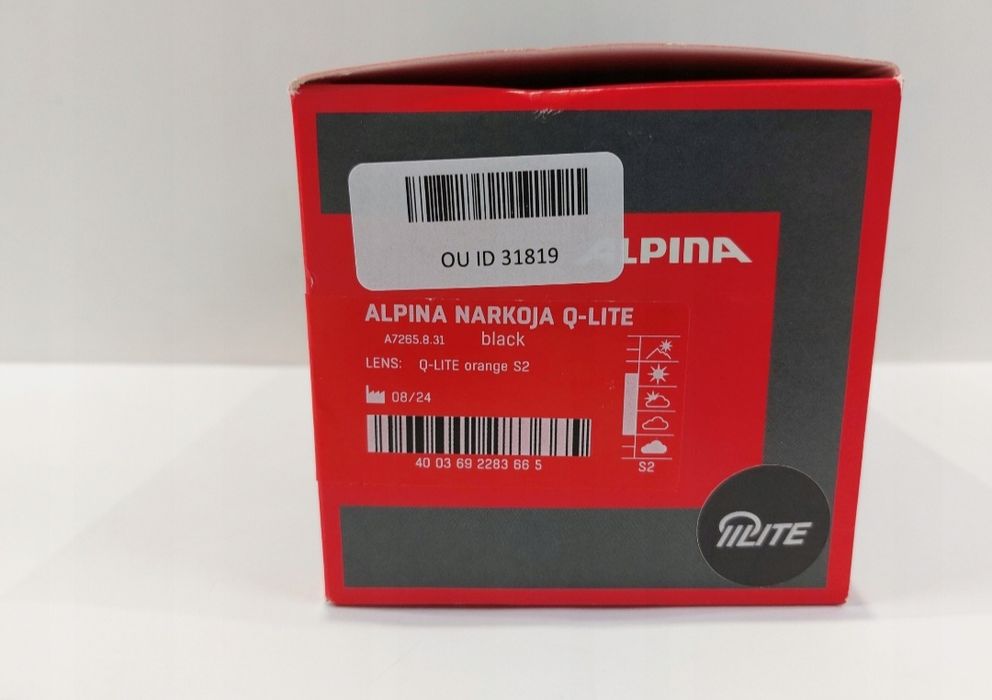 OU ID 31819
ALPINA
ALPINA NARKOJA Q-LITE
A7265.8.31 black
LENS: Q-LITE orange S2
08/24
40 03 69 2283 66 5
S2
QLITE